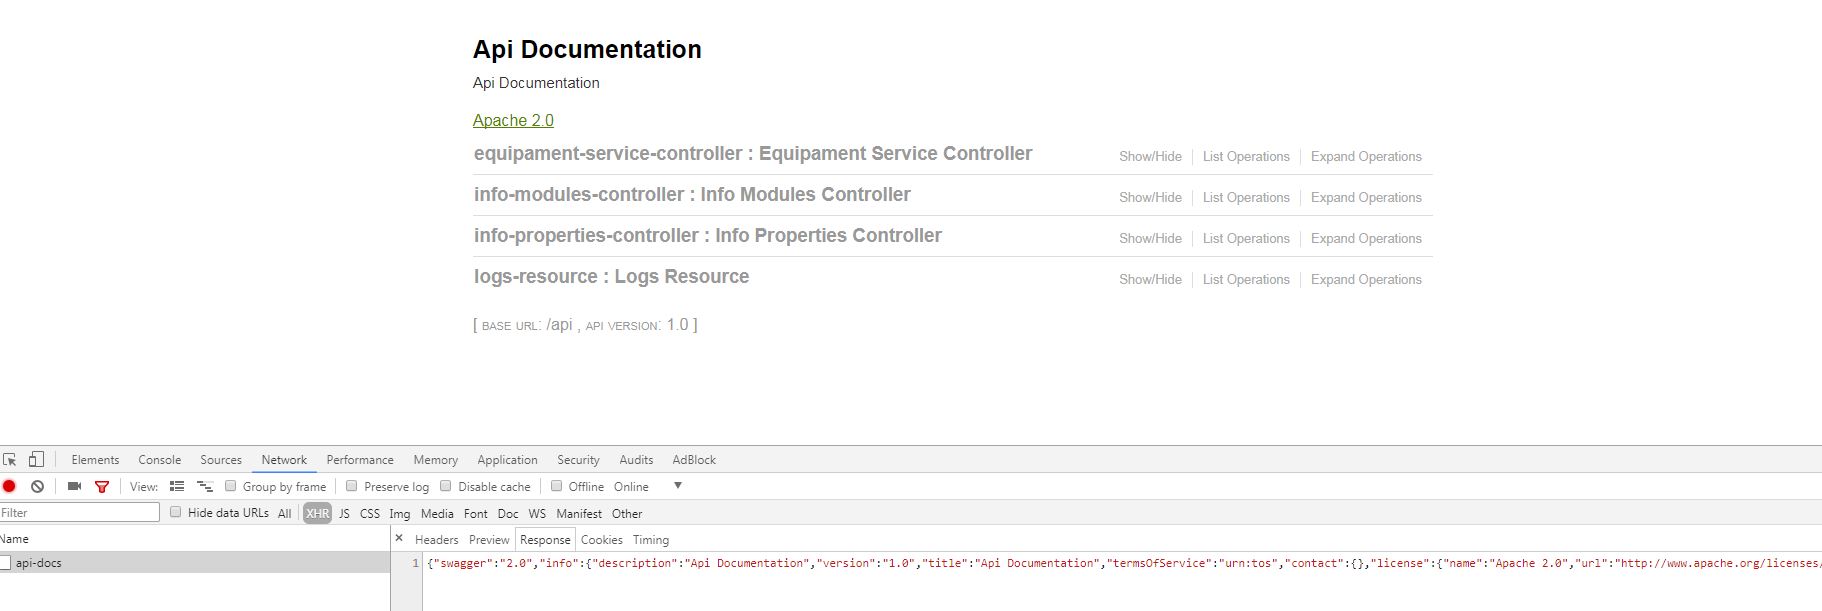 Api Documentation
Api Documentation
Apache 2.0
equipament-service-controller : Equipament Service Controller Show/Hide List Operations Expand Operations
info-modules-controller : Info Modules Controller Show/Hide List Operations Expand Operations
info-properties-controller : Info Properties Controller Show/Hide List Operations Expand Operations
logs-resource : Logs Resource Show/Hide List Operations Expand Operations
[ BASE URL: /api , API VERSION: 1.0 ]
Elements Console Sources Network Performance Memory Application Security Audits AdBlock
View: Group by frame Preserve log Disable cache Offline Online
Filter Hide data URLs All XHR JS CSS Img Media Font Doc WS Manifest Other
Name × Headers Preview Response Cookies Timing
api-docs 1 {"swagger":"2.0","info":{"description":"Api Documentation","version":"1.0","title":"Api Documentation","termsOfService":"urn:tos","contact":{},"license":{"name":"Apache 2.0","url":"http://www.apache.org/licenses/